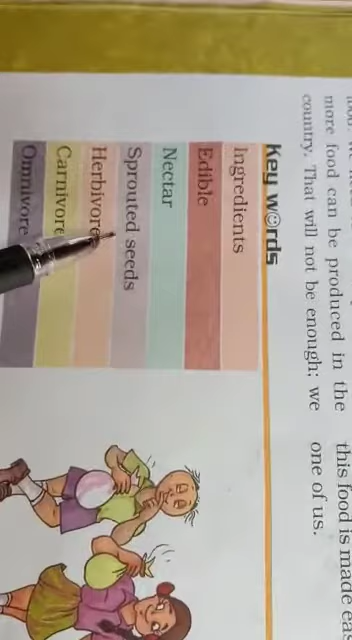 more food can be produced in the
country. That will not be enough; we
this food is made ea
one of us.
Key words
Ingredients
Edible
Nectar
Sprouted seeds
Herbivore
Carnivore
Omnivore